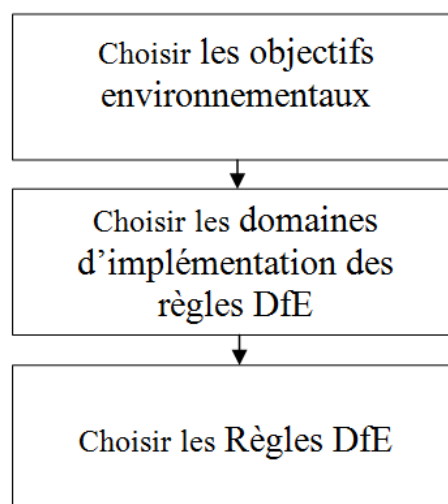 Choisir les objectifs
environnementaux
Choisir les domaines
d’implémentation des
règles DfE
Choisir les Règles DfE